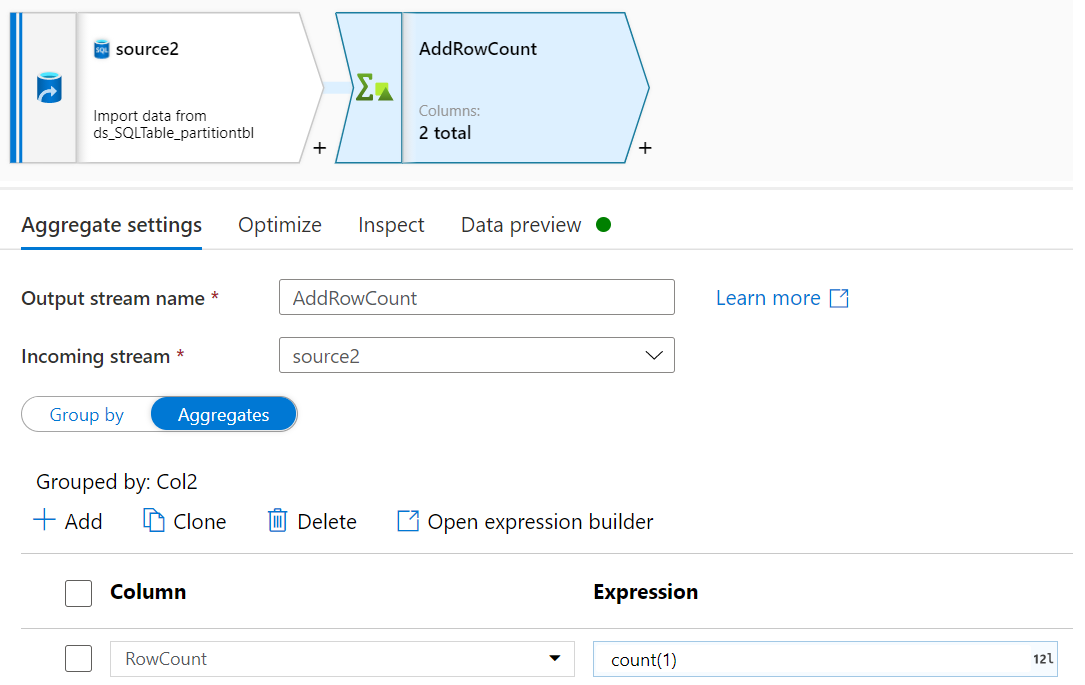 SQL source2
Import data from
ds_SQLTable_partitiontbl
+
AddRowCount
Columns:
2 total
+
Aggregate settings Optimize Inspect Data preview
Output stream name * AddRowCount Learn more
Incoming stream * source2
Group by Aggregates
Grouped by: Col2
+ Add Clone Delete Open expression builder
Column Expression
RowCount count(1) 12l